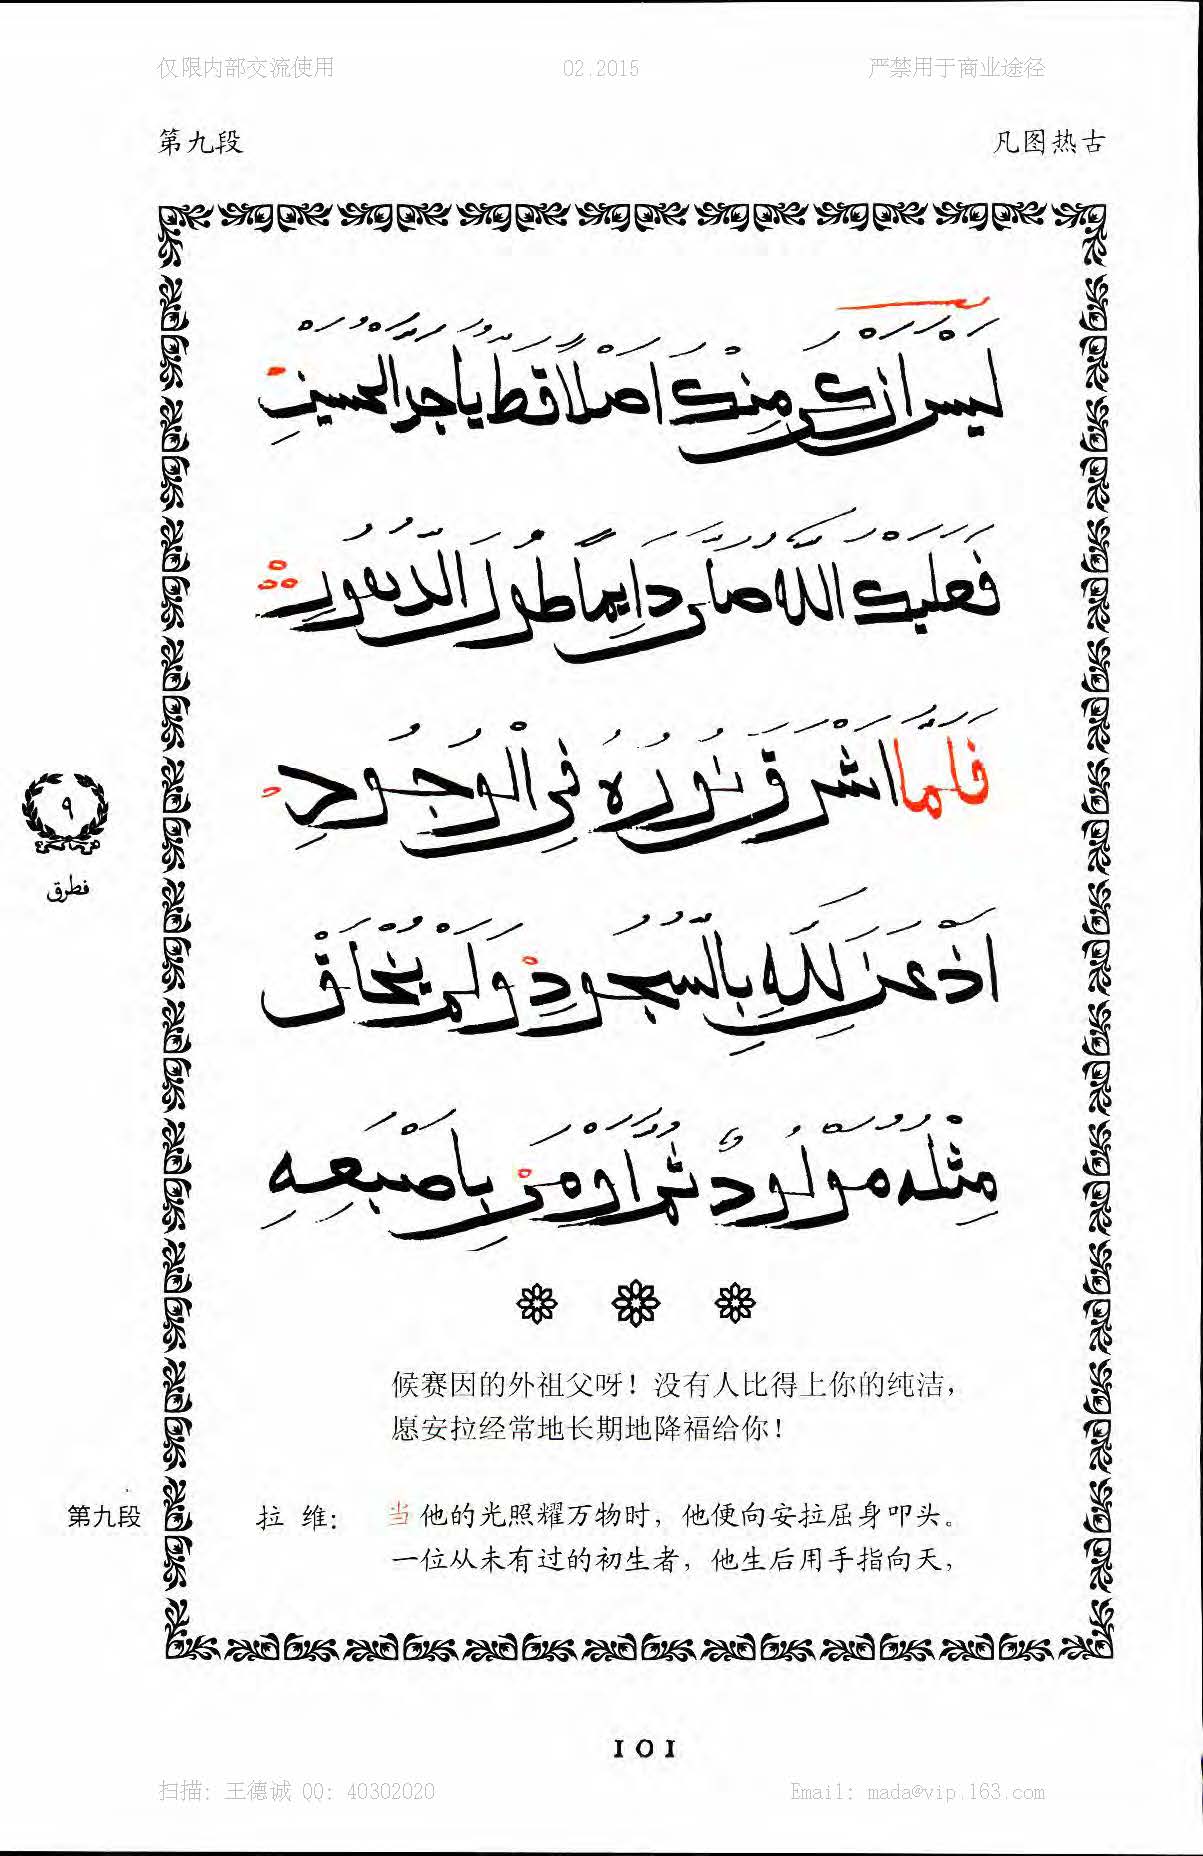 仅限内部交流使用 02.2015 严禁用于商业途径
第九段 凡图热古
لَيْسَ أَزْكَى مِنْكَ أَصْلًا قَطُّ يَا جَدَّ الْحُسَيْنِ
فَعَلَيْكَ اللهُ صَلَّى دَائِمًا طُولَ الدُّهُورِ
فَلَمَّا أَشْرَقَ نُورُهُ فِي الْوُجُودِ
أَذْعَنَ لِلَّهِ بِالسُّجُودِ وَلَمْ يُخْلَقْ
مِثْلُهُ مَوْلُودٌ ثُمَّ أَوْمَئَ بِأَصْبَعِهِ
٩
فطرق
候赛因的外祖父呀！没有人比得上你的纯洁，
愿安拉经常地长期地降福给你！
第九段 拉 维： 当他的光照耀万物时，他便向安拉屈身叩头。
一位从未有过的初生者，他生后用手指向天，
101
扫描：王德诚 QQ：40302020 Email：mada@vip.163.com